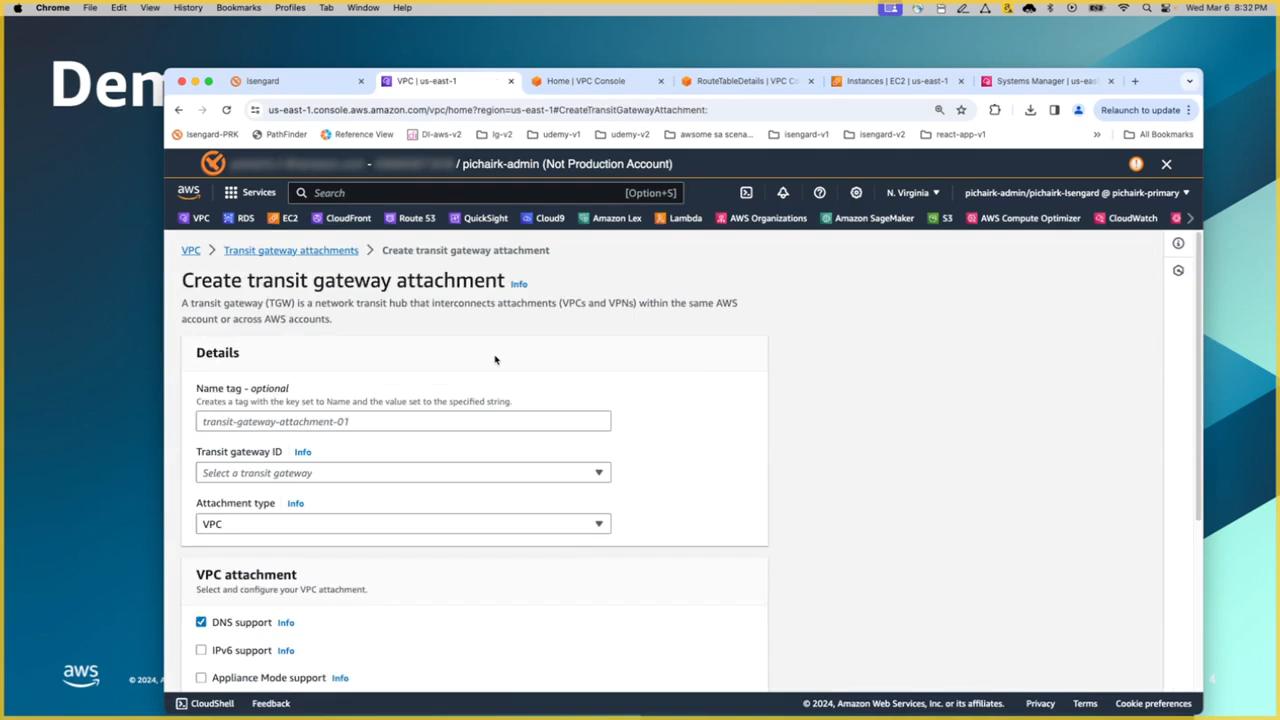 Chrome File Edit View History Bookmarks Profiles Tab Window Help Wed Mar 6 8:32 PM
Dem
Isengard VPC | us-east-1 Home | VPC Console RouteTableDetails | VPC Co Instances | EC2 | us-east-1 Systems Manager | us-eas
us-east-1.console.aws.amazon.com/vpc/home?region=us-east-1#CreateTransitGatewayAttachment: Relaunch to update
Isengard-PRK PathFinder Reference View DI-aws-v2 lg-v2 udemy-v1 udemy-v2 awsome sa scena... isengard-v1 isengard-v2 react-app-v1 » All Bookmarks
- / pichairk-admin (Not Production Account)
aws Services Search [Option+S] N. Virginia pichairk-admin/pichairk-Isengard @ pichairk-primary
VPC RDS EC2 CloudFront Route 53 QuickSight Cloud9 Amazon Lex Lambda AWS Organizations Amazon SageMaker S3 AWS Compute Optimizer CloudWatch
VPC > Transit gateway attachments > Create transit gateway attachment
Create transit gateway attachment Info
A transit gateway (TGW) is a network transit hub that interconnects attachments (VPCs and VPNs) within the same AWS
account or across AWS accounts.
Details
Name tag - optional
Creates a tag with the key set to Name and the value set to the specified string.
transit-gateway-attachment-01
Transit gateway ID Info
Select a transit gateway
Attachment type Info
VPC
VPC attachment
Select and configure your VPC attachment.
DNS support Info
IPv6 support Info
Appliance Mode support Info
CloudShell Feedback © 2024, Amazon Web Services, Inc. or its affiliates. Privacy Terms Cookie preferences
aws © 2024, A 4